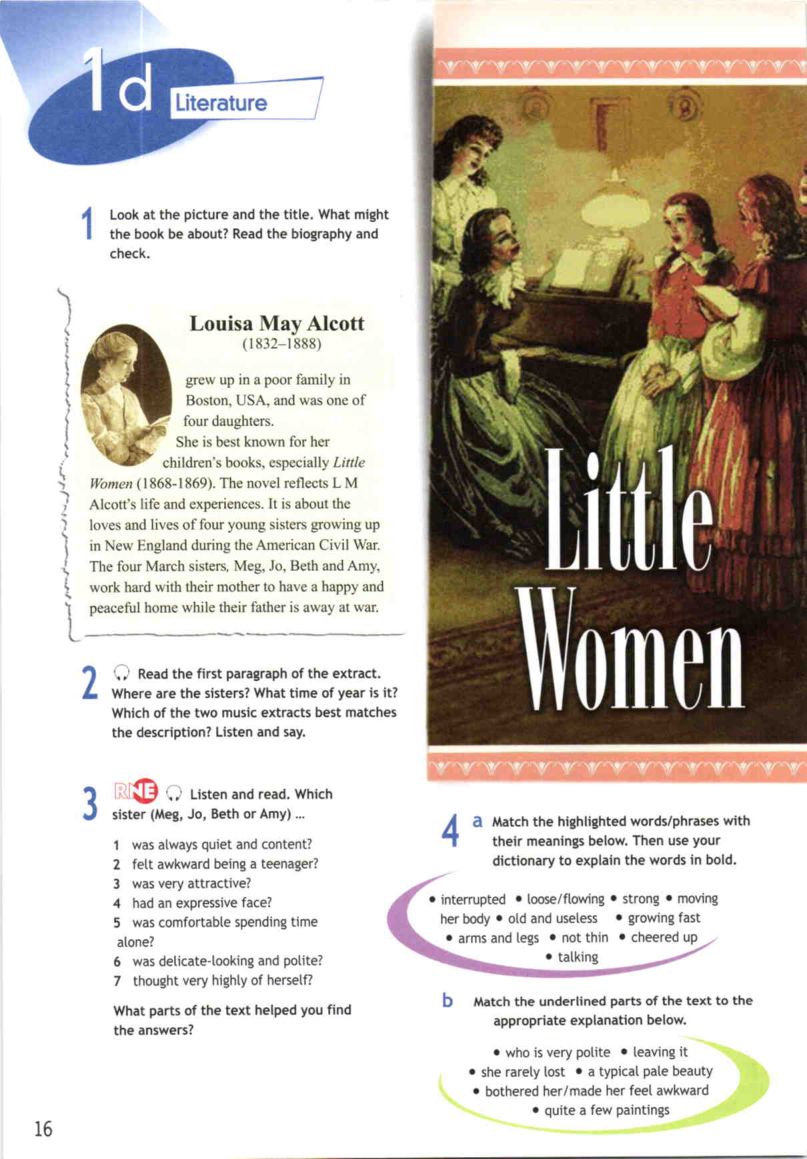 1d Literature
1 Look at the picture and the title. What might
the book be about? Read the biography and
check.
Louisa May Alcott
(1832–1888)
grew up in a poor family in
Boston, USA, and was one of
four daughters.
She is best known for her
children's books, especially Little
Women (1868-1869). The novel reflects L M
Alcott's life and experiences. It is about the
loves and lives of four young sisters growing up
in New England during the American Civil War.
The four March sisters, Meg, Jo, Beth and Amy,
work hard with their mother to have a happy and
peaceful home while their father is away at war.
2 Read the first paragraph of the extract.
Where are the sisters? What time of year is it?
Which of the two music extracts best matches
the description? Listen and say.
3 RNE Listen and read. Which
sister (Meg, Jo, Beth or Amy) ...
1 was always quiet and content?
2 felt awkward being a teenager?
3 was very attractive?
4 had an expressive face?
5 was comfortable spending time
alone?
6 was delicate-looking and polite?
7 thought very highly of herself?
What parts of the text helped you find
the answers?
Little
Women
4 a Match the highlighted words/phrases with
their meanings below. Then use your
dictionary to explain the words in bold.
• interrupted • loose/flowing • strong • moving
her body • old and useless • growing fast
• arms and legs • not thin • cheered up
• talking
b Match the underlined parts of the text to the
appropriate explanation below.
• who is very polite • leaving it
• she rarely lost • a typical pale beauty
• bothered her/made her feel awkward
• quite a few paintings
16